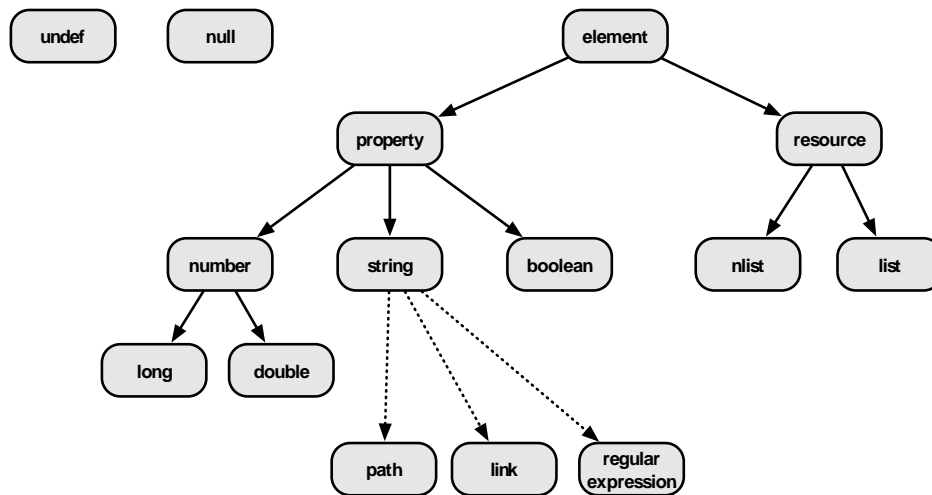 undef
null
element
property
resource
number
string
boolean
nlist
list
long
double
path
link
regular
expression